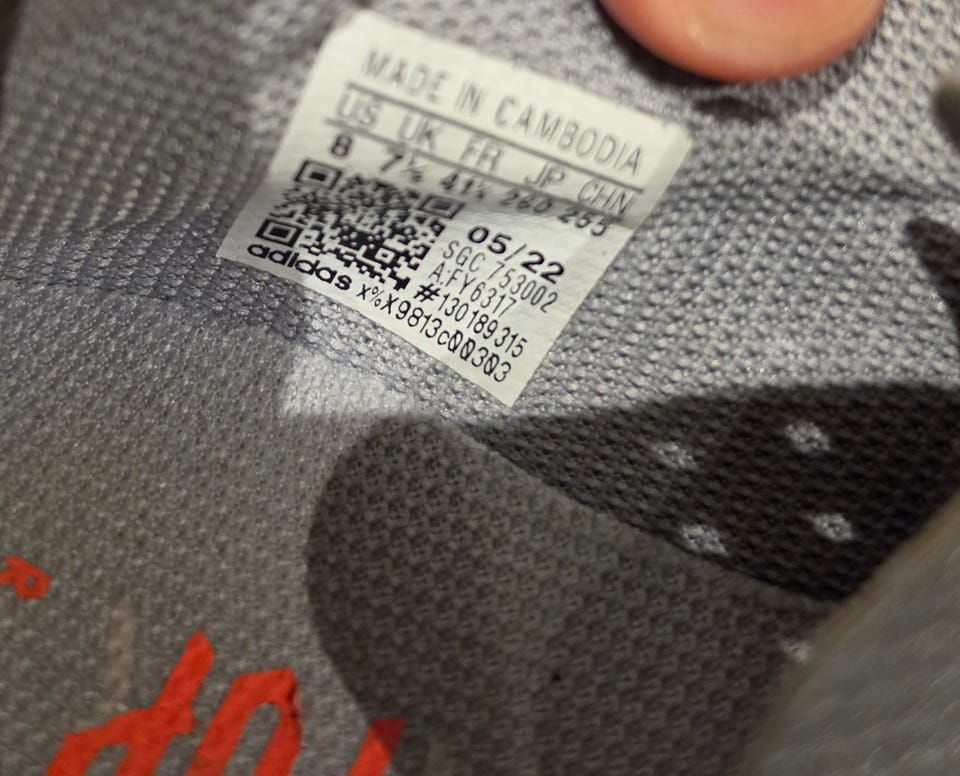 MADE IN CAMBODIA
US UK FR JP CHN
8 7½ 41⅓ 260 255
05/22
SGC 753002
A:FY6317
#130189315
adidas x%X9813c00303
R